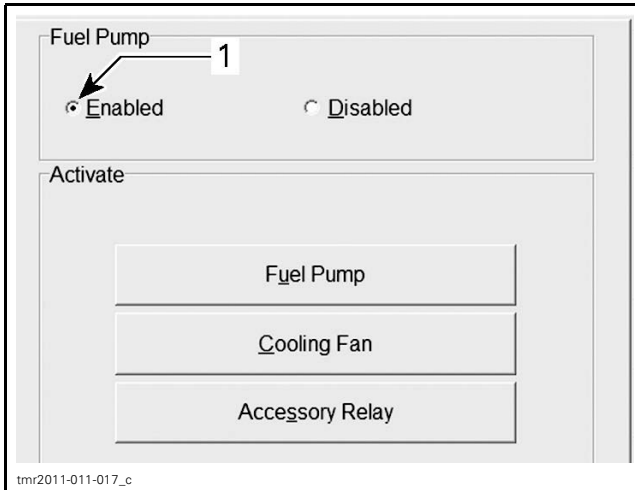 Fuel Pump
1
Enabled Disabled
Activate
Fuel Pump
Cooling Fan
Accessory Relay
tmr2011-011-017_c